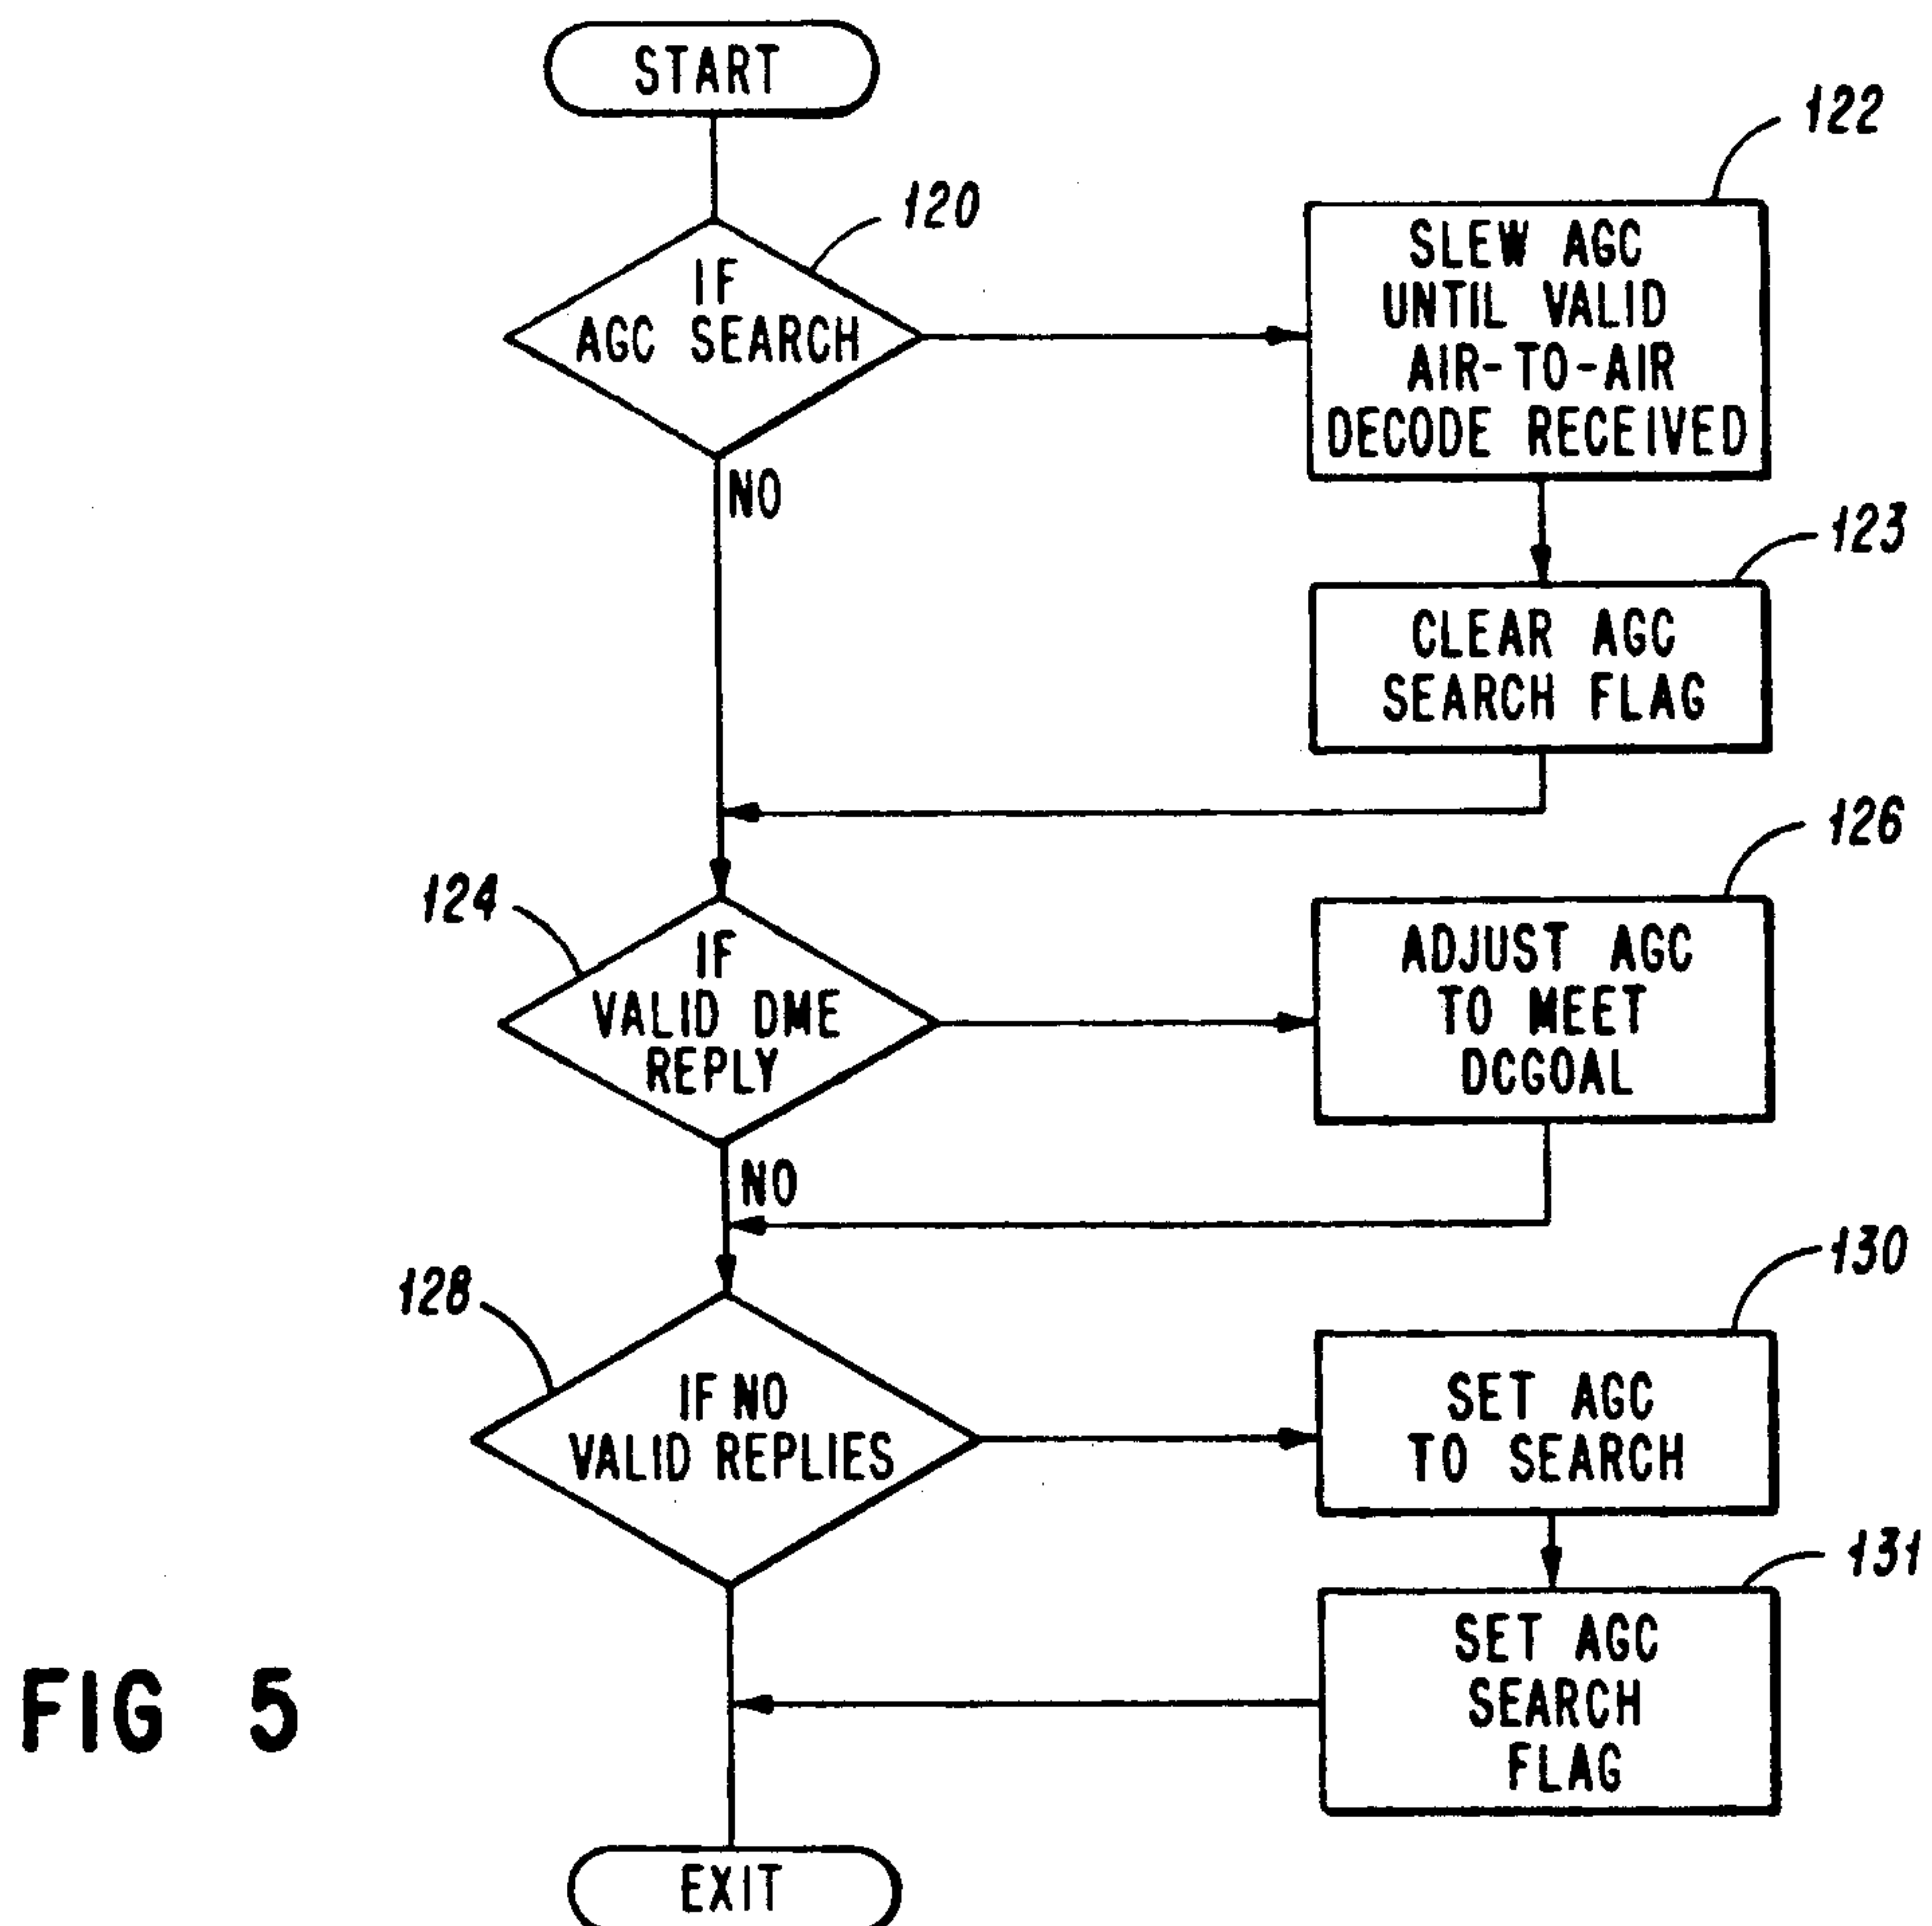 START
120
IF
AGC SEARCH
NO
122
SLEW AGC
UNTIL VALID
AIR-TO-AIR
DECODE RECEIVED
123
CLEAR AGC
SEARCH FLAG
124
IF
VALID DME
REPLY
NO
126
ADJUST AGC
TO MEET
DCGOAL
128
IF NO
VALID REPLIES
130
SET AGC
TO SEARCH
131
SET AGC
SEARCH
FLAG
EXIT
FIG 5